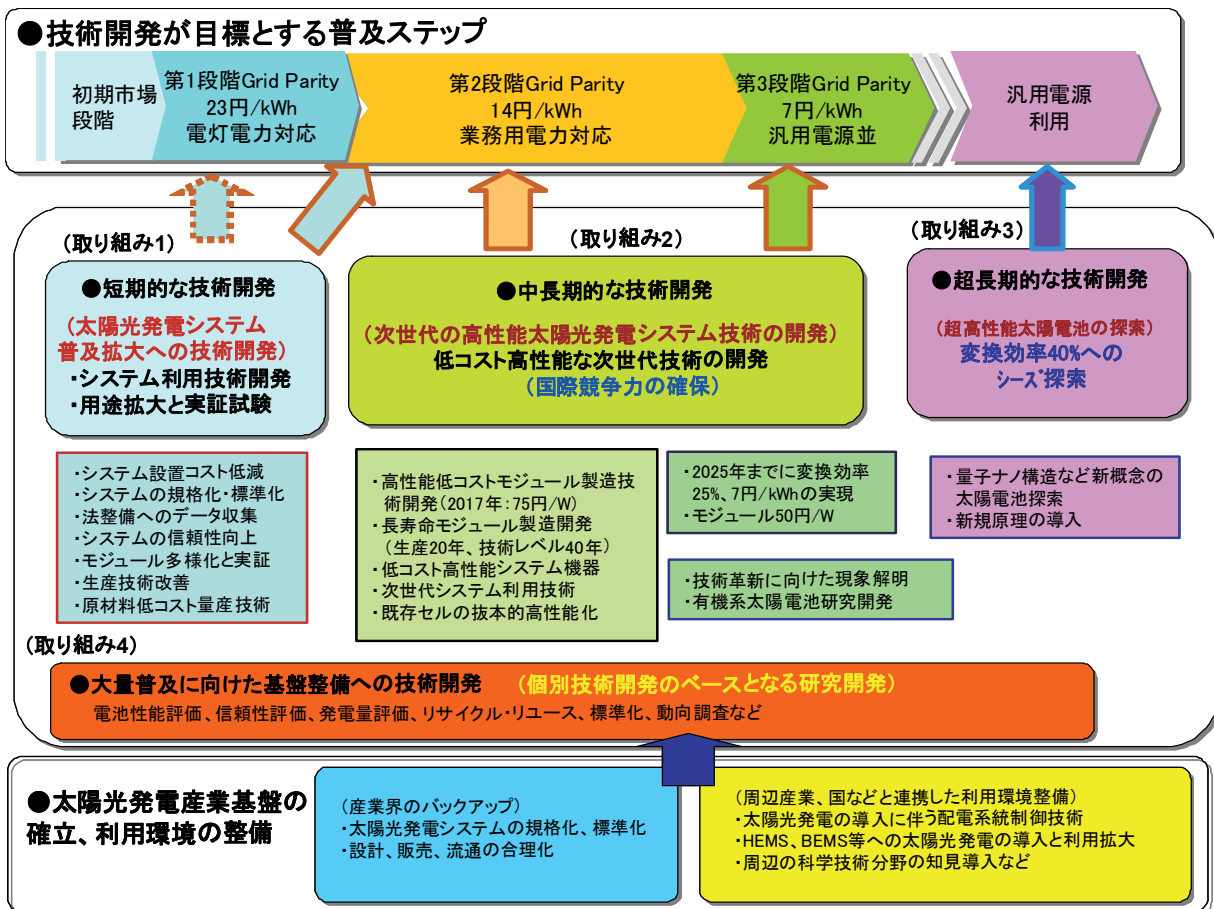 ●技術開発が目標とする普及ステップ
初期市場
段階
第1段階Grid Parity
23円/kWh
電灯電力対応
第2段階Grid Parity
14円/kWh
業務用電力対応
第3段階Grid Parity
7円/kWh
汎用電源並
汎用電源
利用
(取り組み1)
●短期的な技術開発
(太陽光発電システム
普及拡大への技術開発)
・システム利用技術開発
・用途拡大と実証試験
・システム設置コスト低減
・システムの規格化・標準化
・法整備へのデータ収集
・システムの信頼性向上
・モジュール多様化と実証
・生産技術改善
・原材料低コスト量産技術
(取り組み2)
●中長期的な技術開発
(次世代の高性能太陽光発電システム技術の開発)
低コスト高性能な次世代技術の開発
(国際競争力の確保)
・高性能低コストモジュール製造技
術開発(2017年:75円/W)
・長寿命モジュール製造開発
(生産20年、技術レベル40年)
・低コスト高性能システム機器
・次世代システム利用技術
・既存セルの抜本的高性能化
・2025年までに変換効率
25%、7円/kWhの実現
・モジュール50円/W
・技術革新に向けた現象解明
・有機系太陽電池研究開発
(取り組み3)
●超長期的な技術開発
(超高性能太陽電池の探索)
変換効率40%への
シーズ探索
・量子ナノ構造など新概念の
太陽電池探索
・新規原理の導入
(取り組み4)
●大量普及に向けた基盤整備への技術開発 (個別技術開発のベースとなる研究開発)
電池性能評価、信頼性評価、発電量評価、リサイクル・リユース、標準化、動向調査など
●太陽光発電産業基盤の
確立、利用環境の整備
(産業界のバックアップ)
・太陽光発電システムの規格化、標準化
・設計、販売、流通の合理化
(周辺産業、国などと連携した利用環境整備)
・太陽光発電の導入に伴う配電系統制御技術
・HEMS、BEMS等への太陽光発電の導入と利用拡大
・周辺の科学技術分野の知見導入など